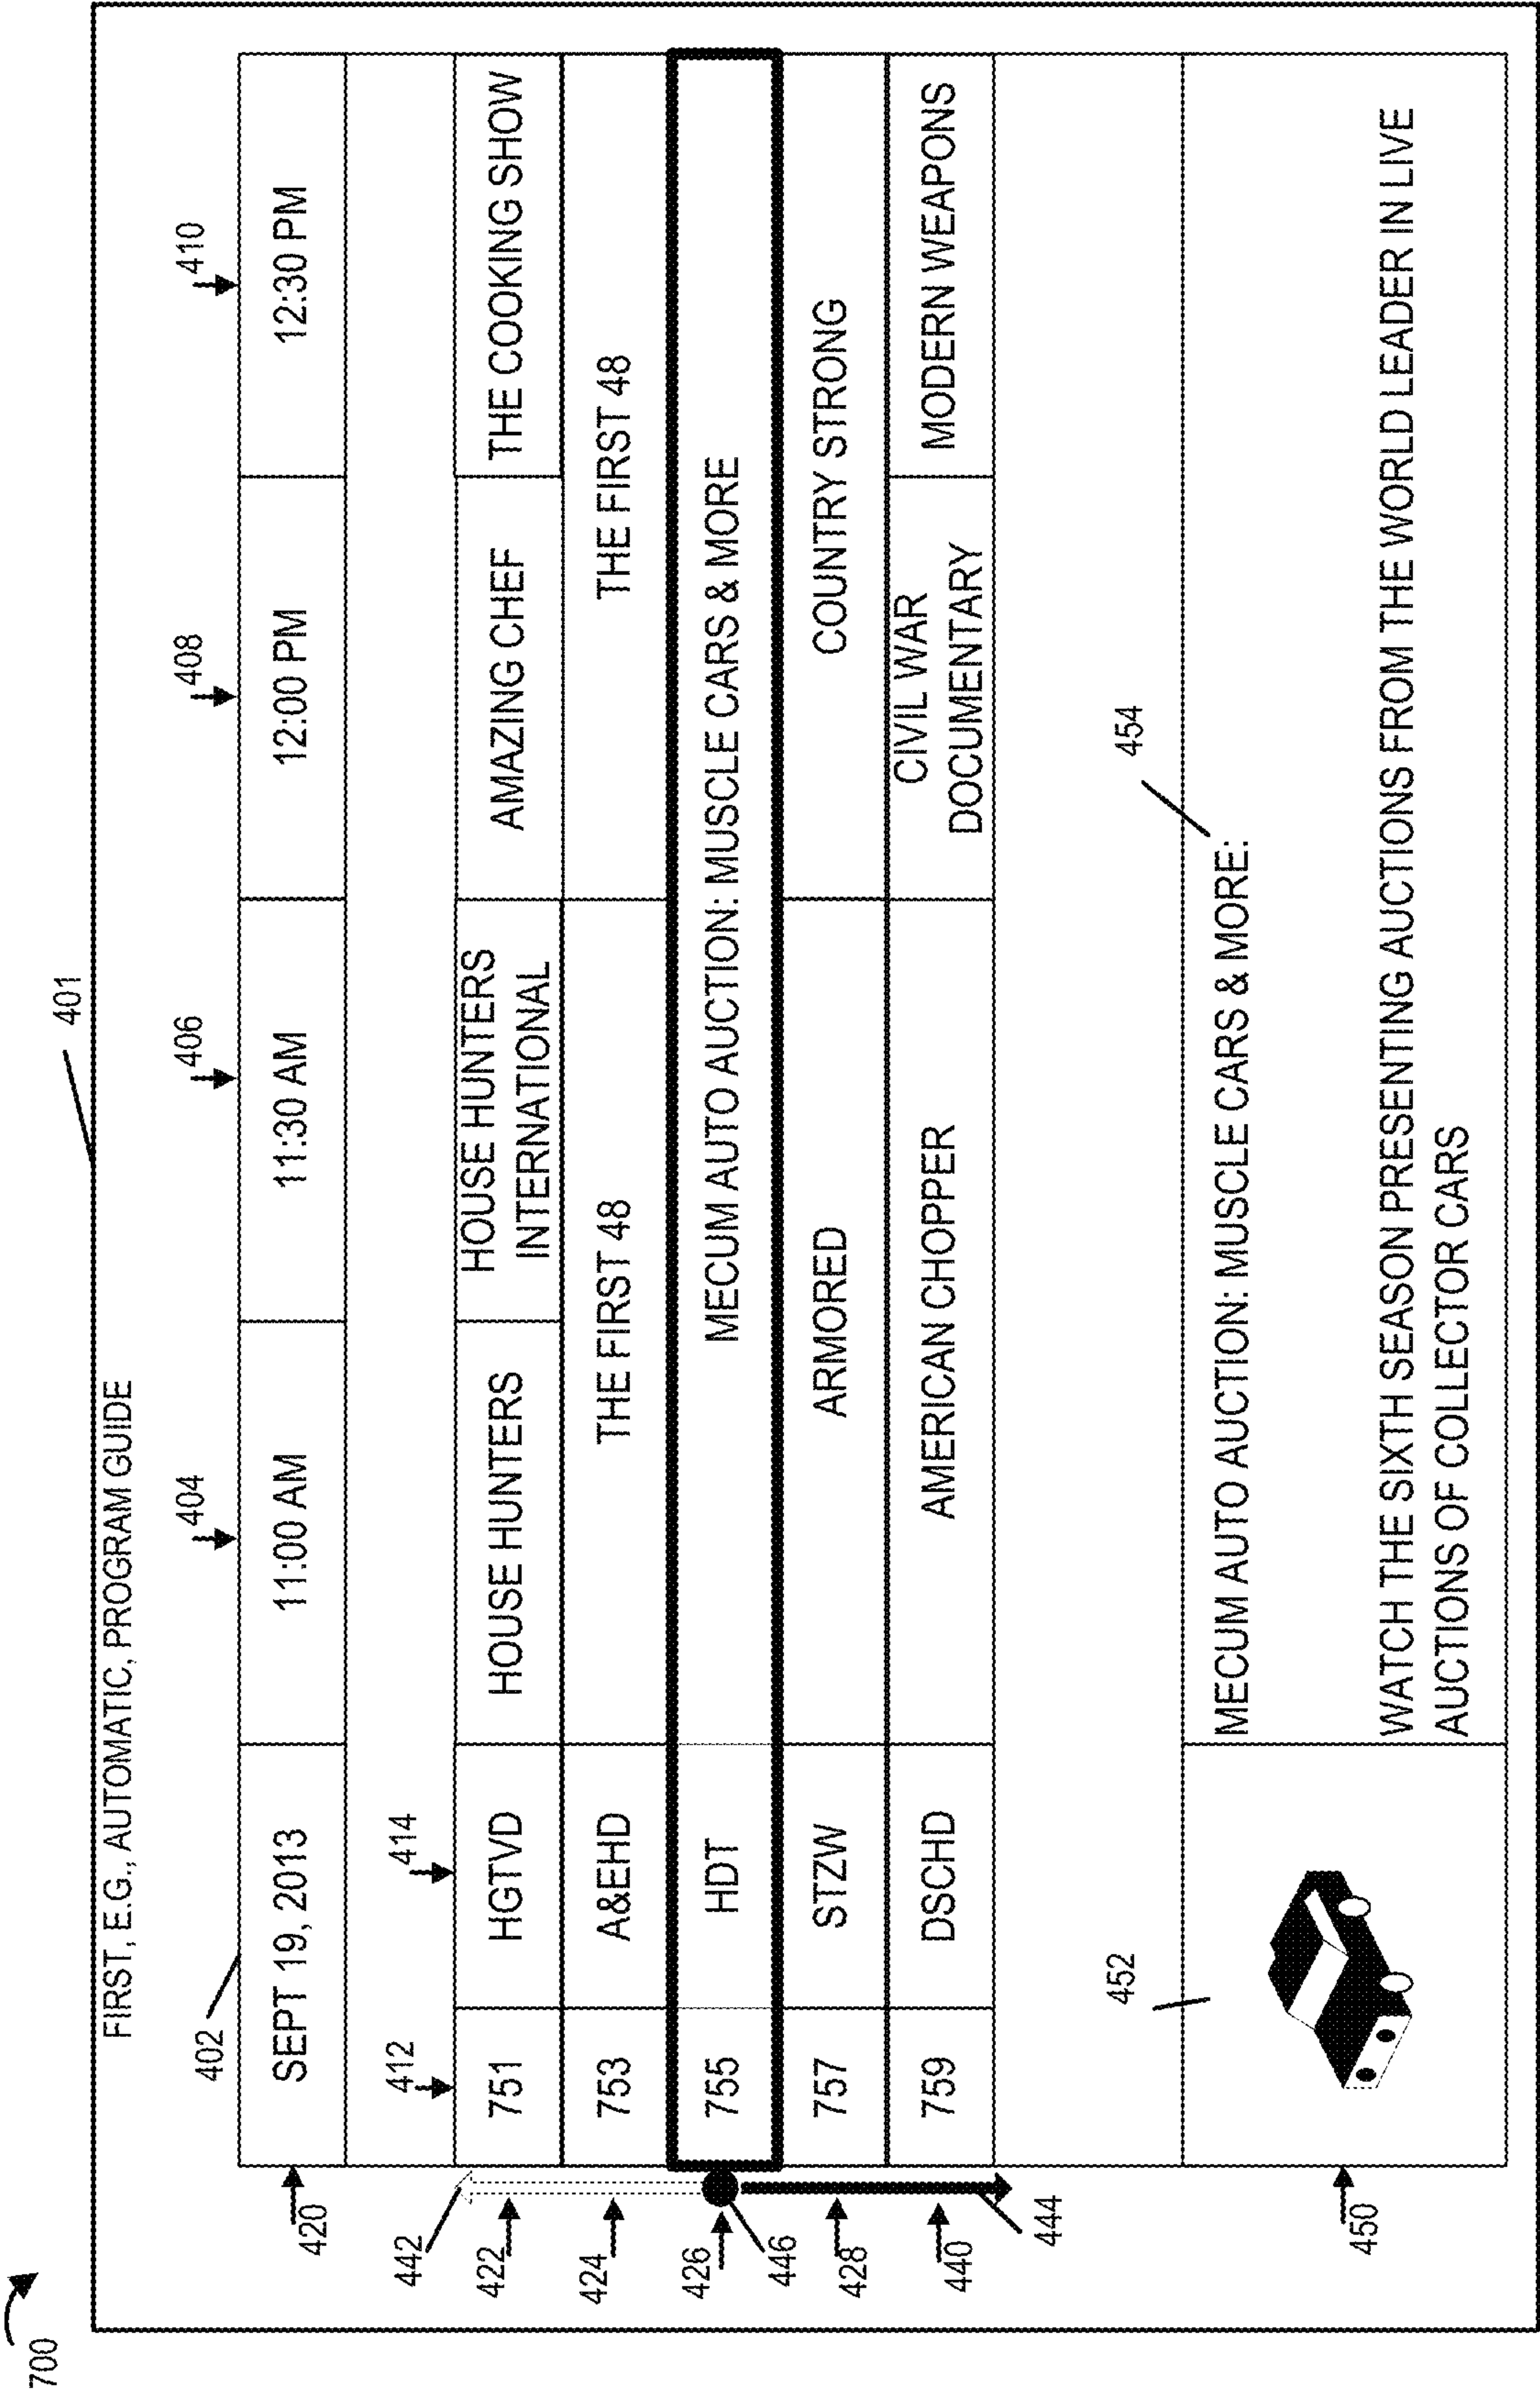 700
401
FIRST, E.G., AUTOMATIC, PROGRAM GUIDE
402
404
406
408
410
420
SEPT 19, 2013
11:00 AM
11:30 AM
12:00 PM
12:30 PM
412
414
442
422
751
HGTVD
HOUSE HUNTERS
HOUSE HUNTERS
INTERNATIONAL
AMAZING CHEF
THE COOKING SHOW
424
753
A&EHD
THE FIRST 48
THE FIRST 48
426
755
HDT
MECUM AUTO AUCTION: MUSCLE CARS & MORE
446
428
757
STZW
ARMORED
COUNTRY STRONG
440
759
DSCHD
AMERICAN CHOPPER
CIVIL WAR
DOCUMENTARY
MODERN WEAPONS
444
452
454
450
MECUM AUTO AUCTION: MUSCLE CARS & MORE:
WATCH THE SIXTH SEASON PRESENTING AUCTIONS FROM THE WORLD LEADER IN LIVE
AUCTIONS OF COLLECTOR CARS